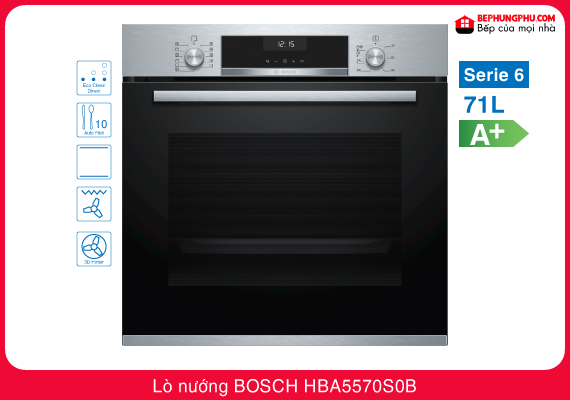 BEPHUNGPHU.COM
Bếp của mọi nhà
12:15
BOSCH
Serie 6
71L
A+
Eco Clean
Direct
10
Auto Pilot
3D Hotair
Lò nướng BOSCH HBA5570S0B